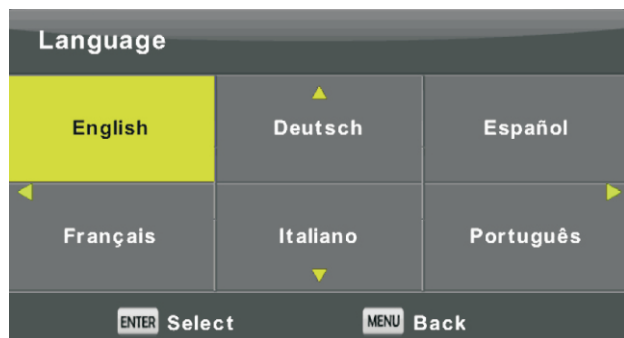 Language
English Deutsch Español
Français Italiano Português
ENTER Select MENU Back